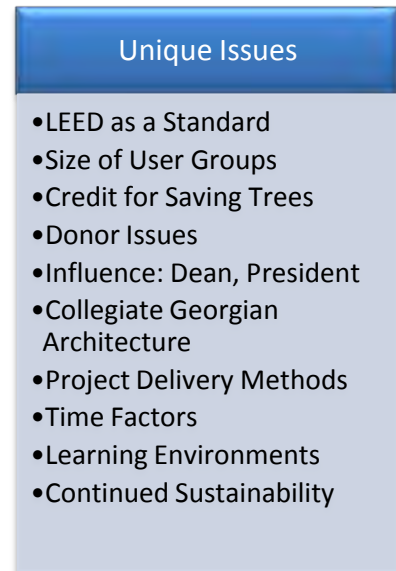 Unique Issues
•LEED as a Standard
•Size of User Groups
•Credit for Saving Trees
•Donor Issues
•Influence: Dean, President
•Collegiate Georgian
Architecture
•Project Delivery Methods
•Time Factors
•Learning Environments
•Continued Sustainability